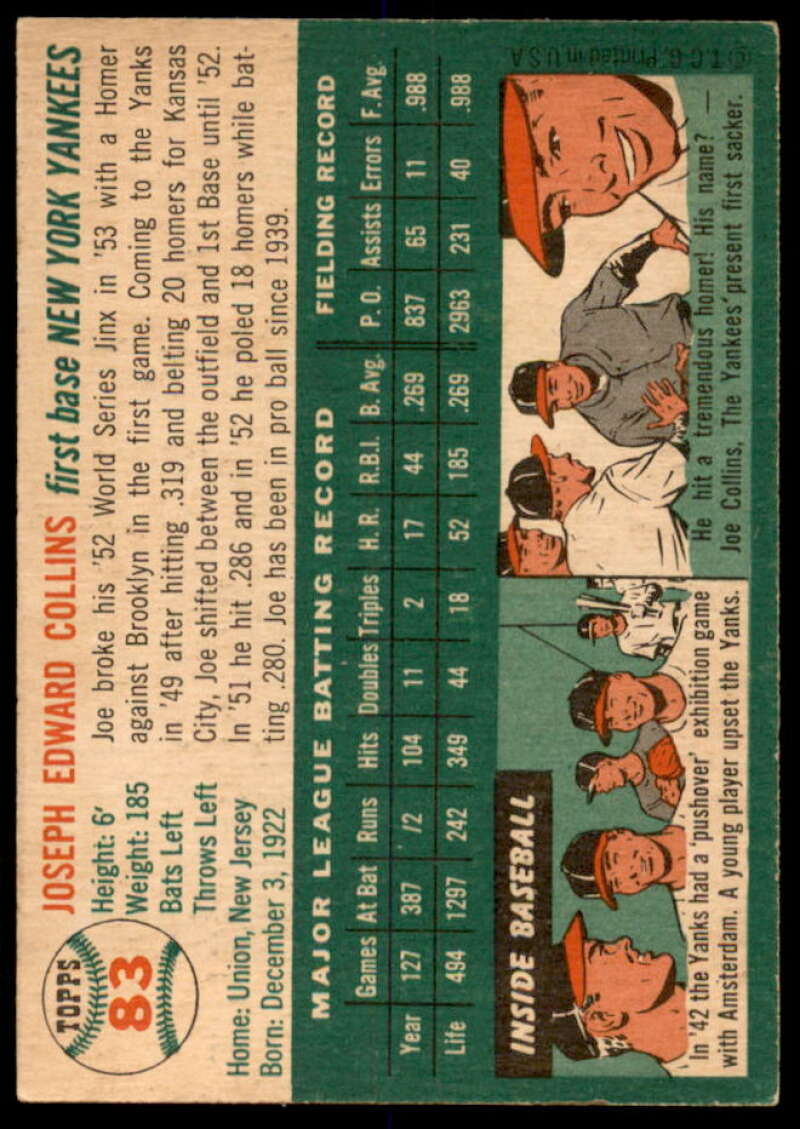 TOPPS
83
JOSEPH EDWARD COLLINS first base NEW YORK YANKEES
Height: 6'
Weight: 185
Bats Left
Throws Left
Home: Union, New Jersey
Born: December 3, 1922
Joe broke his '52 World Series Jinx in '53 with a Homer
against Brooklyn in the first game. Coming to the Yanks
in '49 after hitting .319 and belting 20 homers for Kansas
City, Joe shifted between the outfield and 1st Base until '52.
In '51 he hit .286 and in '52 he poled 18 homers while bat-
ting .280. Joe has been in pro ball since 1939.
MAJOR LEAGUE BATTING RECORD FIELDING RECORD
Games At Bat Runs Hits Doubles Triples H. R. R.B.I. B. Avg. P. O. Assists Errors F. Avg.
Year 127 387 72 104 11 2 17 44 .269 837 65 11 .988
Life 494 1297 242 349 44 18 52 185 .269 2963 231 40 .988
INSIDE BASEBALL
In '42 the Yanks had a 'pushover' exhibition game
with Amsterdam. A young player upset the Yanks.
He hit a tremendous homer! His name? —
Joe Collins, The Yankees' present first sacker.
© T. C. G. Printed in U.S.A.